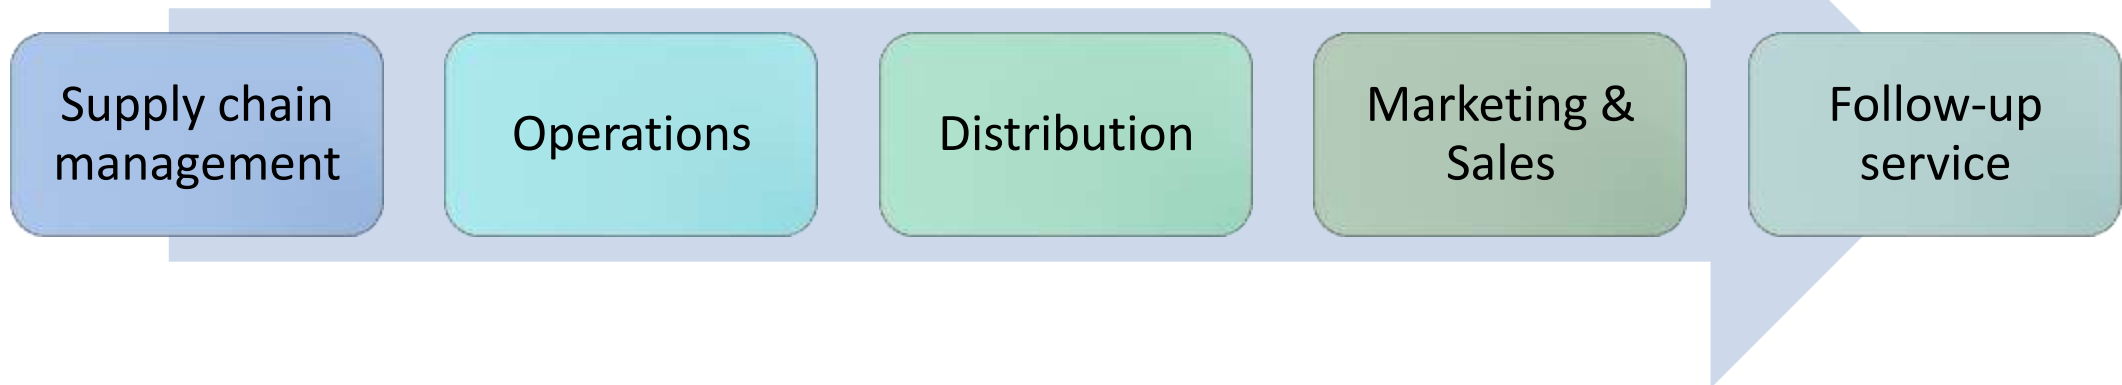 Supply chain
management
Operations
Distribution
Marketing &
Sales
Follow-up
service